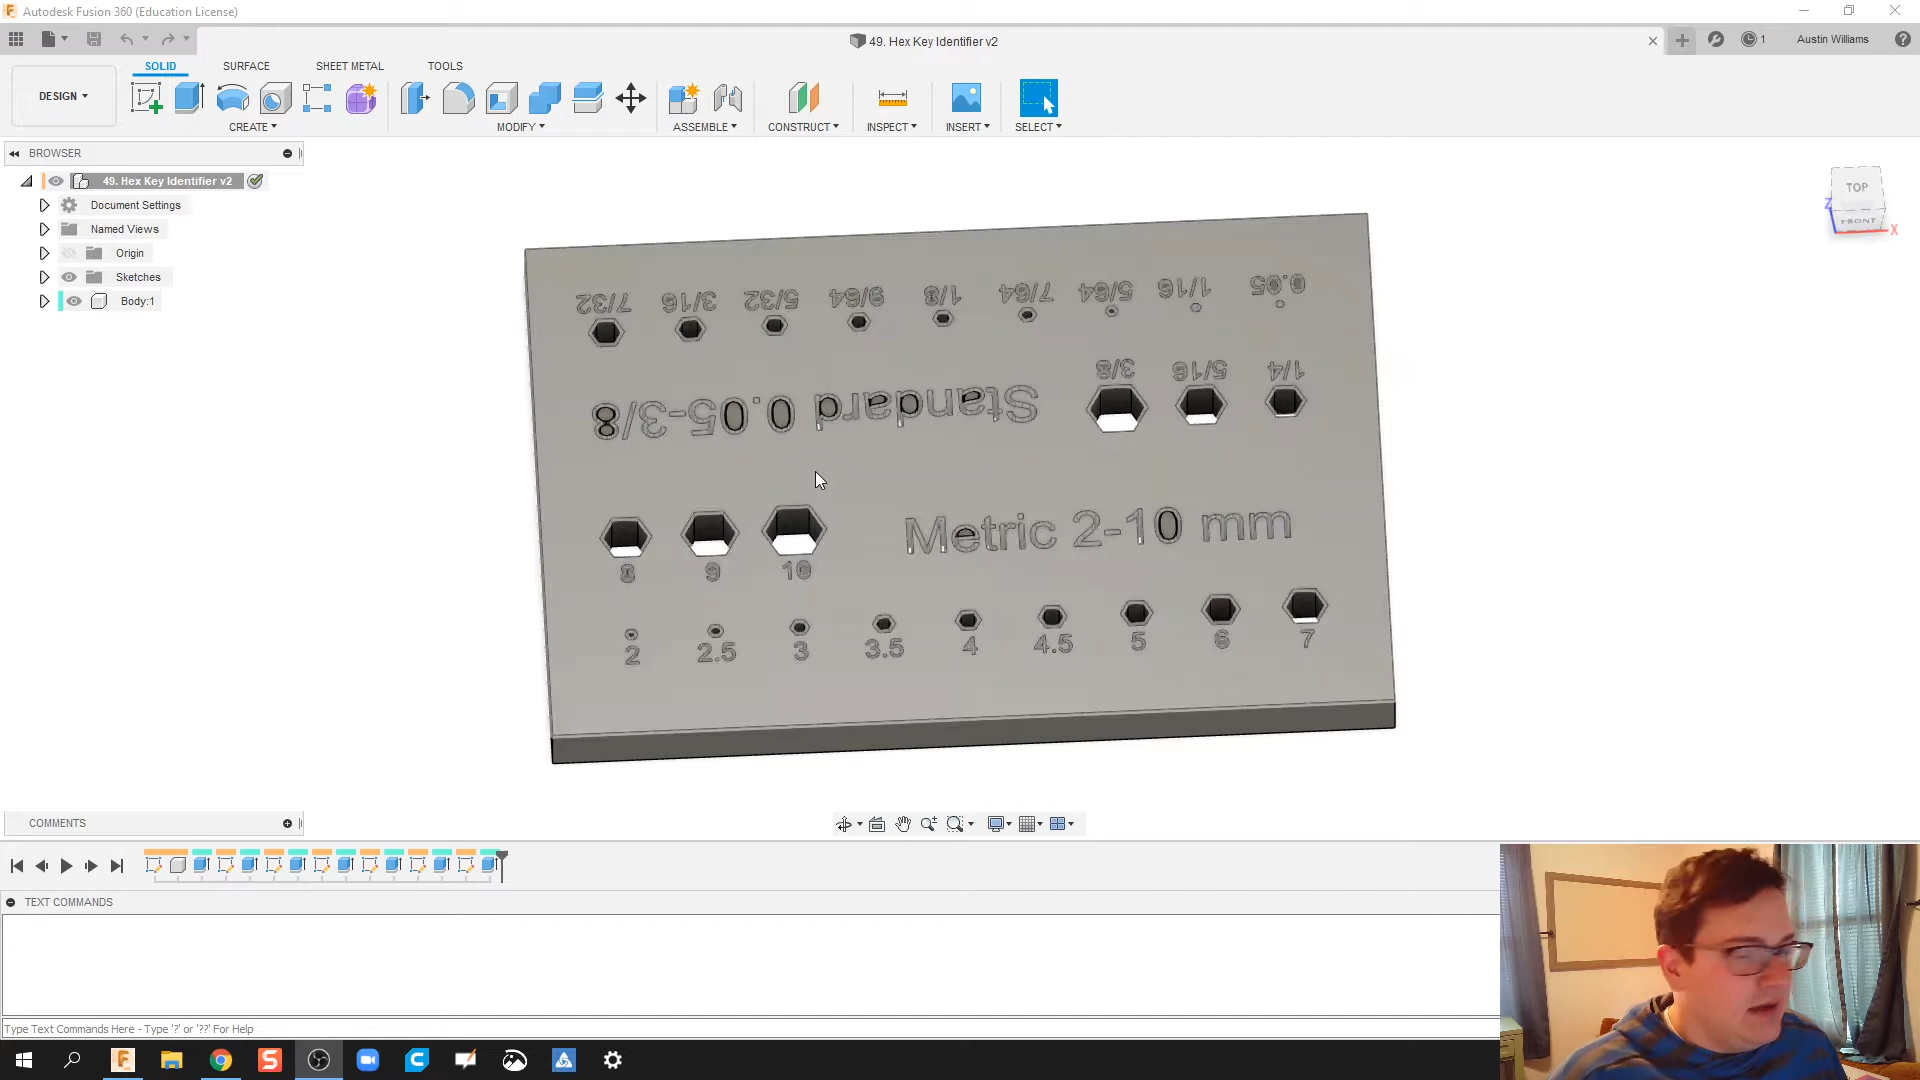 Autodesk Fusion 360 (Education License)
49. Hex Key Identifier v2
1
Austin Williams
DESIGN
SOLID
SURFACE
SHEET METAL
TOOLS
CREATE
MODIFY
ASSEMBLE
CONSTRUCT
INSPECT
INSERT
SELECT
BROWSER
49. Hex Key Identifier v2
Document Settings
Named Views
Origin
Sketches
Body:1
TOP
FRONT
Z
X
7/32 3/16 5/32 9/64 1/8 7/64 5/64 1/16 0.05
3/8 5/16 1/4
Standard 0.05-3/8
Metric 2-10 mm
8 9 10
2 2.5 3 3.5 4 4.5 5 6 7
COMMENTS
TEXT COMMANDS
Type Text Commands Here - Type '?' or '??' For Help